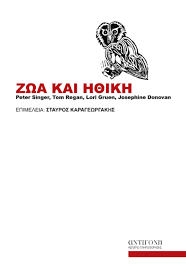 ΖΩΑ ΚΑΙ ΗΘΙΚΗ
Peter Singer, Tom Regan, Lori Gruen, Josephine Donovan
ΕΠΙΜΕΛΕΙΑ: ΣΤΑΥΡΟΣ ΚΑΡΑΓΕΩΡΓΑΚΗΣ
αντιγονη